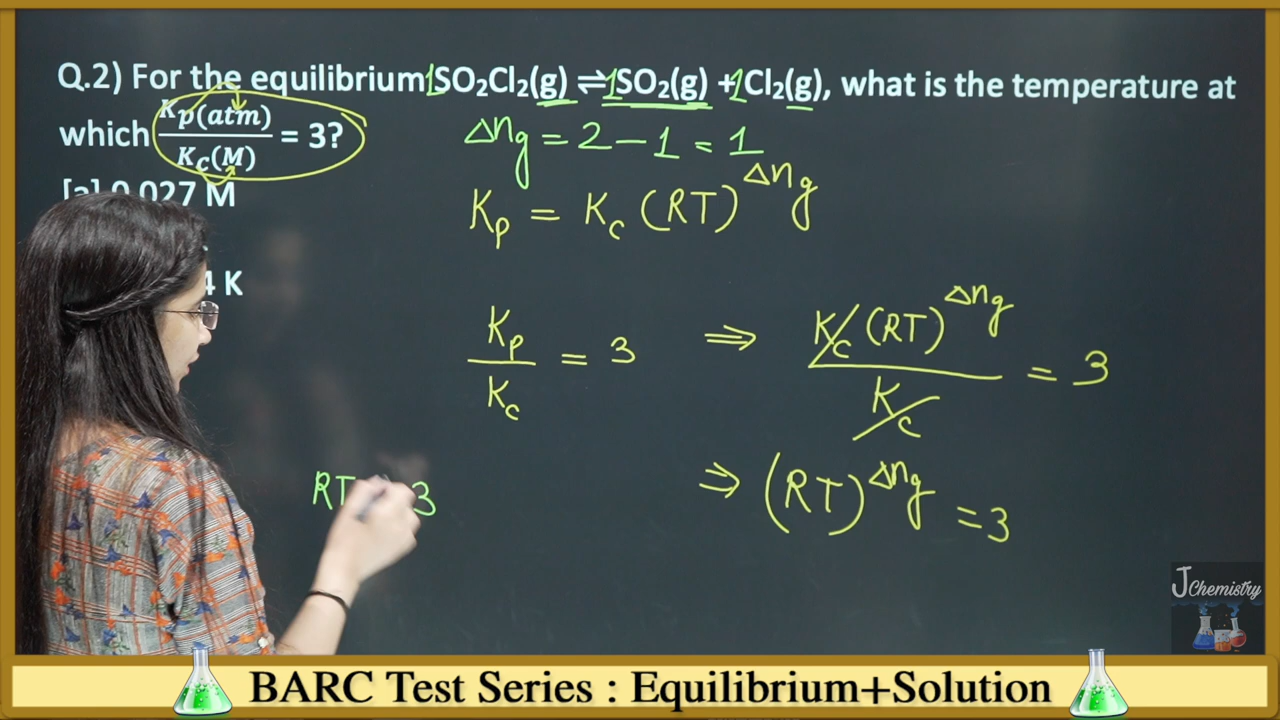 Q.2) For the equilibrium 1SO₂Cl₂(g) ⇌ 1SO₂(g) + 1Cl₂(g), what is the temperature at
which Kp(atm)/Kc(M) = 3?
Δng = 2 − 1 = 1
[a] 0.027 M
Kp = Kc (RT)^Δng
4 K
Kp/Kc = 3 ⇒ Kc (RT)^Δng / Kc = 3
⇒ (RT)^Δng = 3
RT 3
J Chemistry
BARC Test Series : Equilibrium+Solution